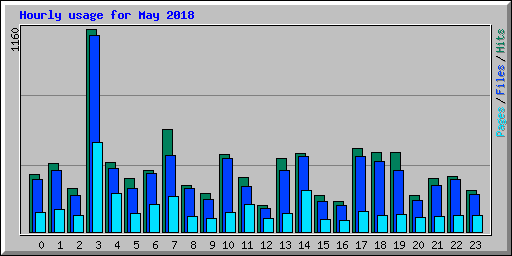 Hourly usage for May 2018
1160
Pages/Files/Hits
0 1 2 3 4 5 6 7 8 9 10 11 12 13 14 15 16 17 18 19 20 21 22 23